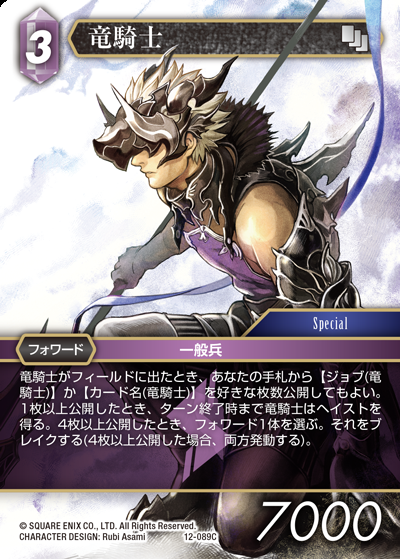 3
竜騎士
Special
フォワード
一般兵
竜騎士がフィールドに出たとき、あなたの手札から【ジョブ(竜
騎士)】か【カード名(竜騎士)】を好きな枚数公開してもよい。
1枚以上公開したとき、ターン終了時まで竜騎士はヘイストを
得る。4枚以上公開したとき、フォワード1体を選ぶ。それをブ
レイクする(4枚以上公開した場合、両方発動する)。
© SQUARE ENIX CO., LTD. All Rights Reserved.
CHARACTER DESIGN: Rubi Asami
12-089C
7000